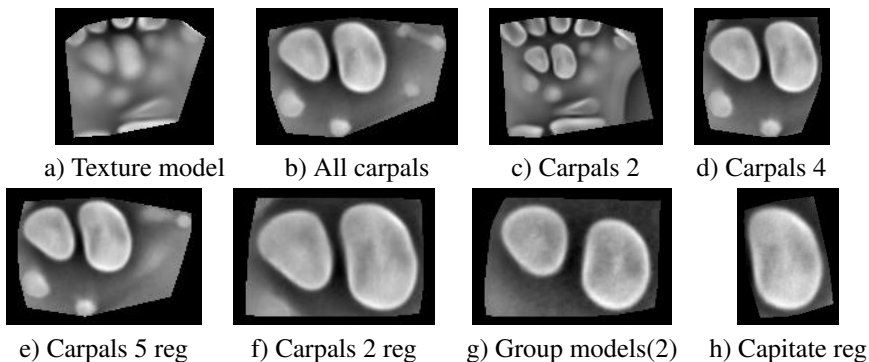 a) Texture model
b) All carpals
c) Carpals 2
d) Carpals 4
e) Carpals 5 reg
f) Carpals 2 reg
g) Group models(2)
h) Capitate reg